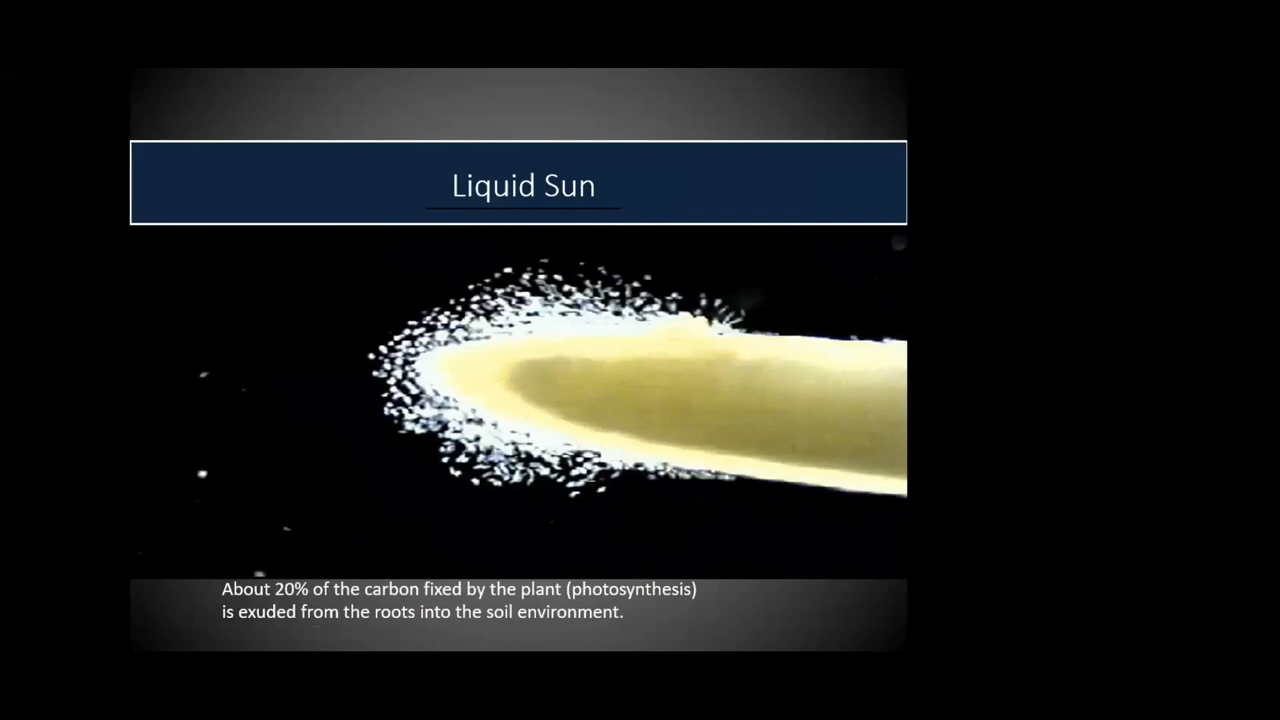 Liquid Sun
About 20% of the carbon fixed by the plant (photosynthesis)
is exuded from the roots into the soil environment.